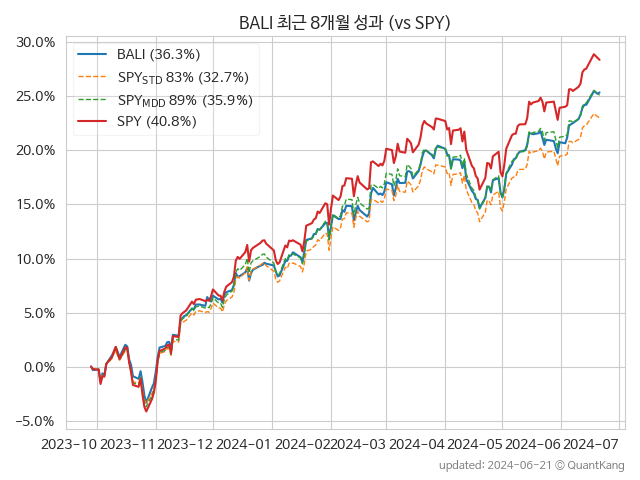 BALI 최근 8개월 성과 (vs SPY)
30.0%
25.0%
20.0%
15.0%
10.0%
5.0%
0.0%
−5.0%
BALI (36.3%)
SPY_STD 83% (32.7%)
SPY_MDD 89% (35.9%)
SPY (40.8%)
2023-10 2023-11 2023-12 2024-01 2024-02 2024-03 2024-04 2024-05 2024-06 2024-07
updated: 2024-06-21 © QuantKang